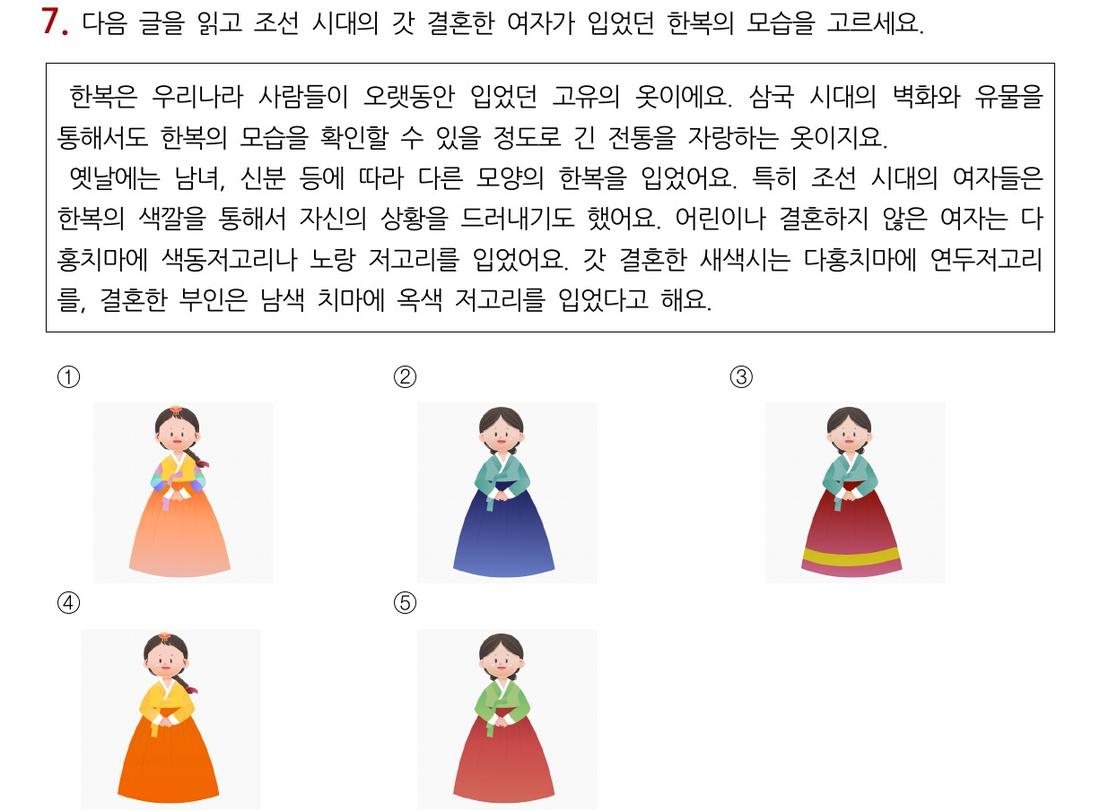 7. 다음 글을 읽고 조선 시대의 갓 결혼한 여자가 입었던 한복의 모습을 고르세요.
한복은 우리나라 사람들이 오랫동안 입었던 고유의 옷이에요. 삼국 시대의 벽화와 유물을
통해서도 한복의 모습을 확인할 수 있을 정도로 긴 전통을 자랑하는 옷이지요.
옛날에는 남녀, 신분 등에 따라 다른 모양의 한복을 입었어요. 특히 조선 시대의 여자들은
한복의 색깔을 통해서 자신의 상황을 드러내기도 했어요. 어린이나 결혼하지 않은 여자는 다
홍치마에 색동저고리나 노랑 저고리를 입었어요. 갓 결혼한 새색시는 다홍치마에 연두저고리
를, 결혼한 부인은 남색 치마에 옥색 저고리를 입었다고 해요.
① ② ③
④ ⑤